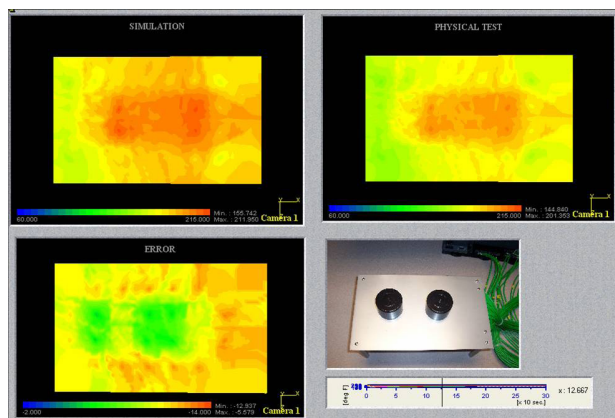 SIMULATION
Min. : 155.742
60.000 215.000 Max. : 211.950
Camera 1
PHYSICAL TEST
Min. : 144.840
60.000 215.000 Max. : 201.353
Camera 1
ERROR
Min. : -12.937
-2.000 -14.000 Max. : -5.579
Camera 1
[deg F]
0 5 10 15 20 25 30
[x 10 sec.]
x : 12.667